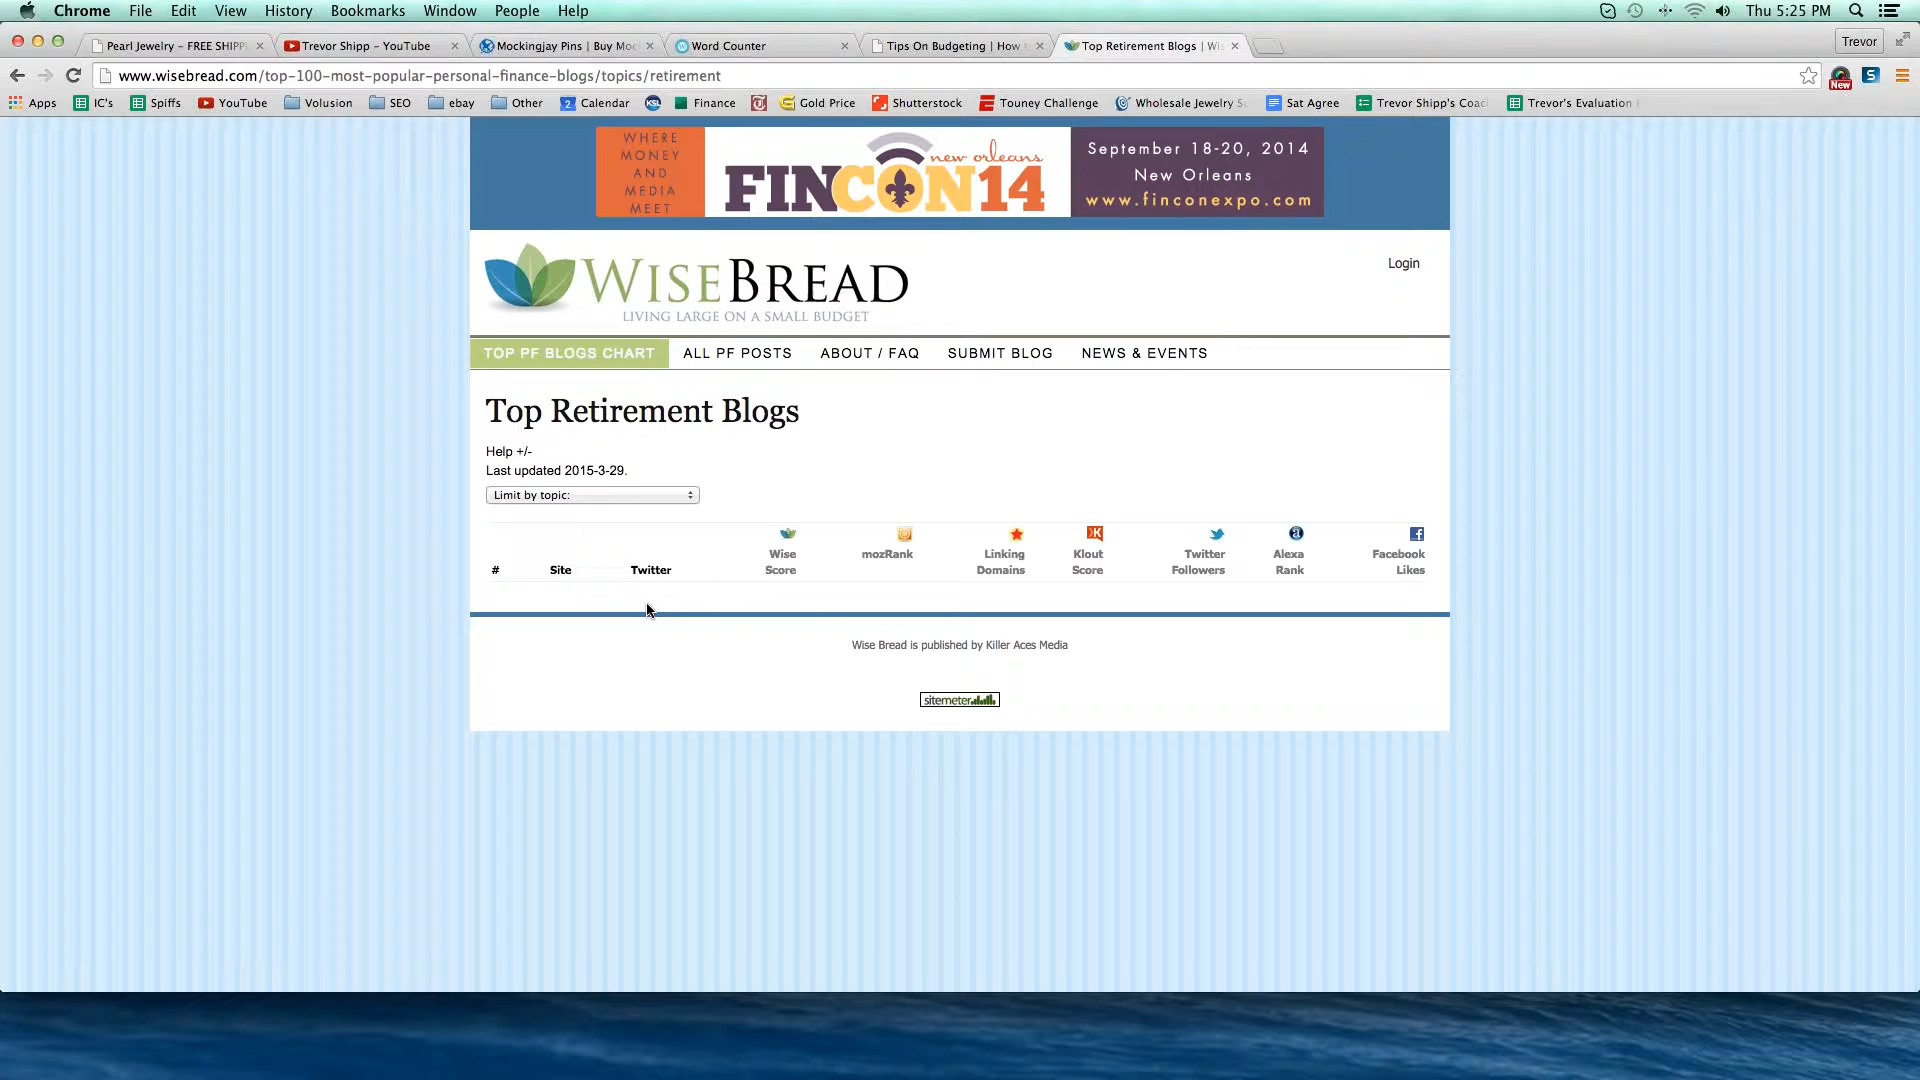 Chrome File Edit View History Bookmarks Window People Help Thu 5:25 PM
Pearl Jewelry – FREE SHIPP Trevor Shipp – YouTube Mockingjay Pins | Buy Moc Word Counter Tips On Budgeting | How t Top Retirement Blogs | Wis Trevor
www.wisebread.com/top-100-most-popular-personal-finance-blogs/topics/retirement New
Apps IC's Spiffs YouTube Volusion SEO ebay Other 2 Calendar KSL Finance Gold Price Shutterstock Touney Challenge Wholesale Jewelry S Sat Agree Trevor Shipp's Coac Trevor's Evaluation
WHERE
MONEY
AND
MEDIA
MEET
new orleans
FINCON14
September 18-20, 2014
New Orleans
www.finconexpo.com
WISEBREAD
LIVING LARGE ON A SMALL BUDGET
Login
TOP PF BLOGS CHART ALL PF POSTS ABOUT / FAQ SUBMIT BLOG NEWS & EVENTS
Top Retirement Blogs
Help +/-
Last updated 2015-3-29.
Limit by topic:
# Site Twitter Wise Score mozRank Linking Domains Klout Score Twitter Followers Alexa Rank Facebook Likes
Wise Bread is published by Killer Aces Media
sitemeter